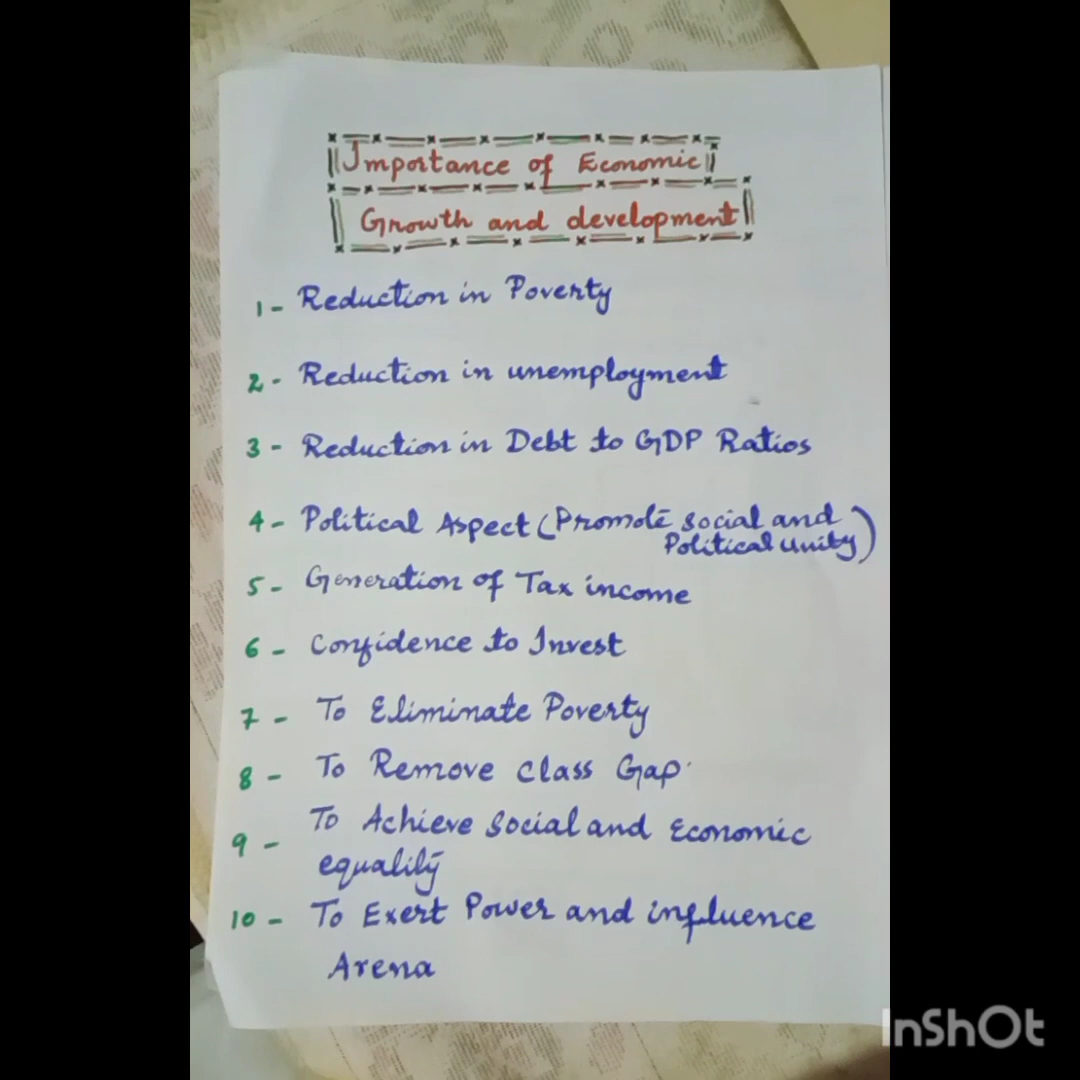 Importance of Economic
Growth and development
1- Reduction in Poverty
2- Reduction in unemployment
3- Reduction in Debt to GDP Ratios
4- Political Aspect (Promote social and
Political unity)
5- Generation of Tax income
6- Confidence to Invest
7- To Eliminate Poverty
8- To Remove class Gap
9- To Achieve social and Economic
equality
10- To Exert Power and influence
Arena
InShOt